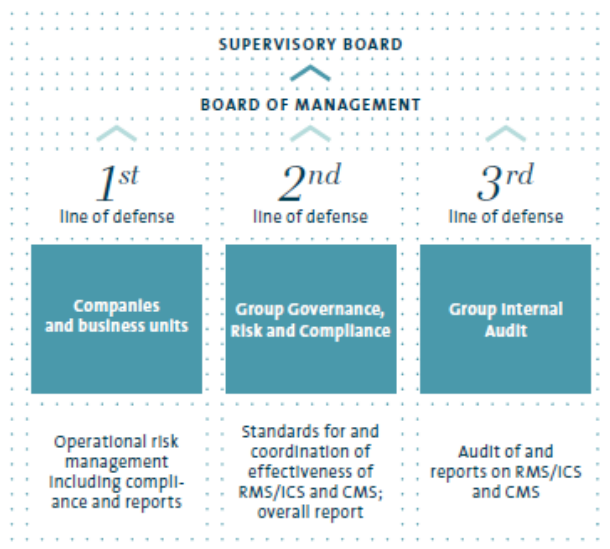 SUPERVISORY BOARD
BOARD OF MANAGEMENT
1st
line of defense
2nd
line of defense
3rd
line of defense
Companies
and business units
Group Governance,
Risk and Compliance
Group Internal
Audit
Operational risk
management
including compli-
ance and reports
Standards for and
coordination of
effectiveness of
RMS/ICS and CMS;
overall report
Audit of and
reports on RMS/ICS
and CMS